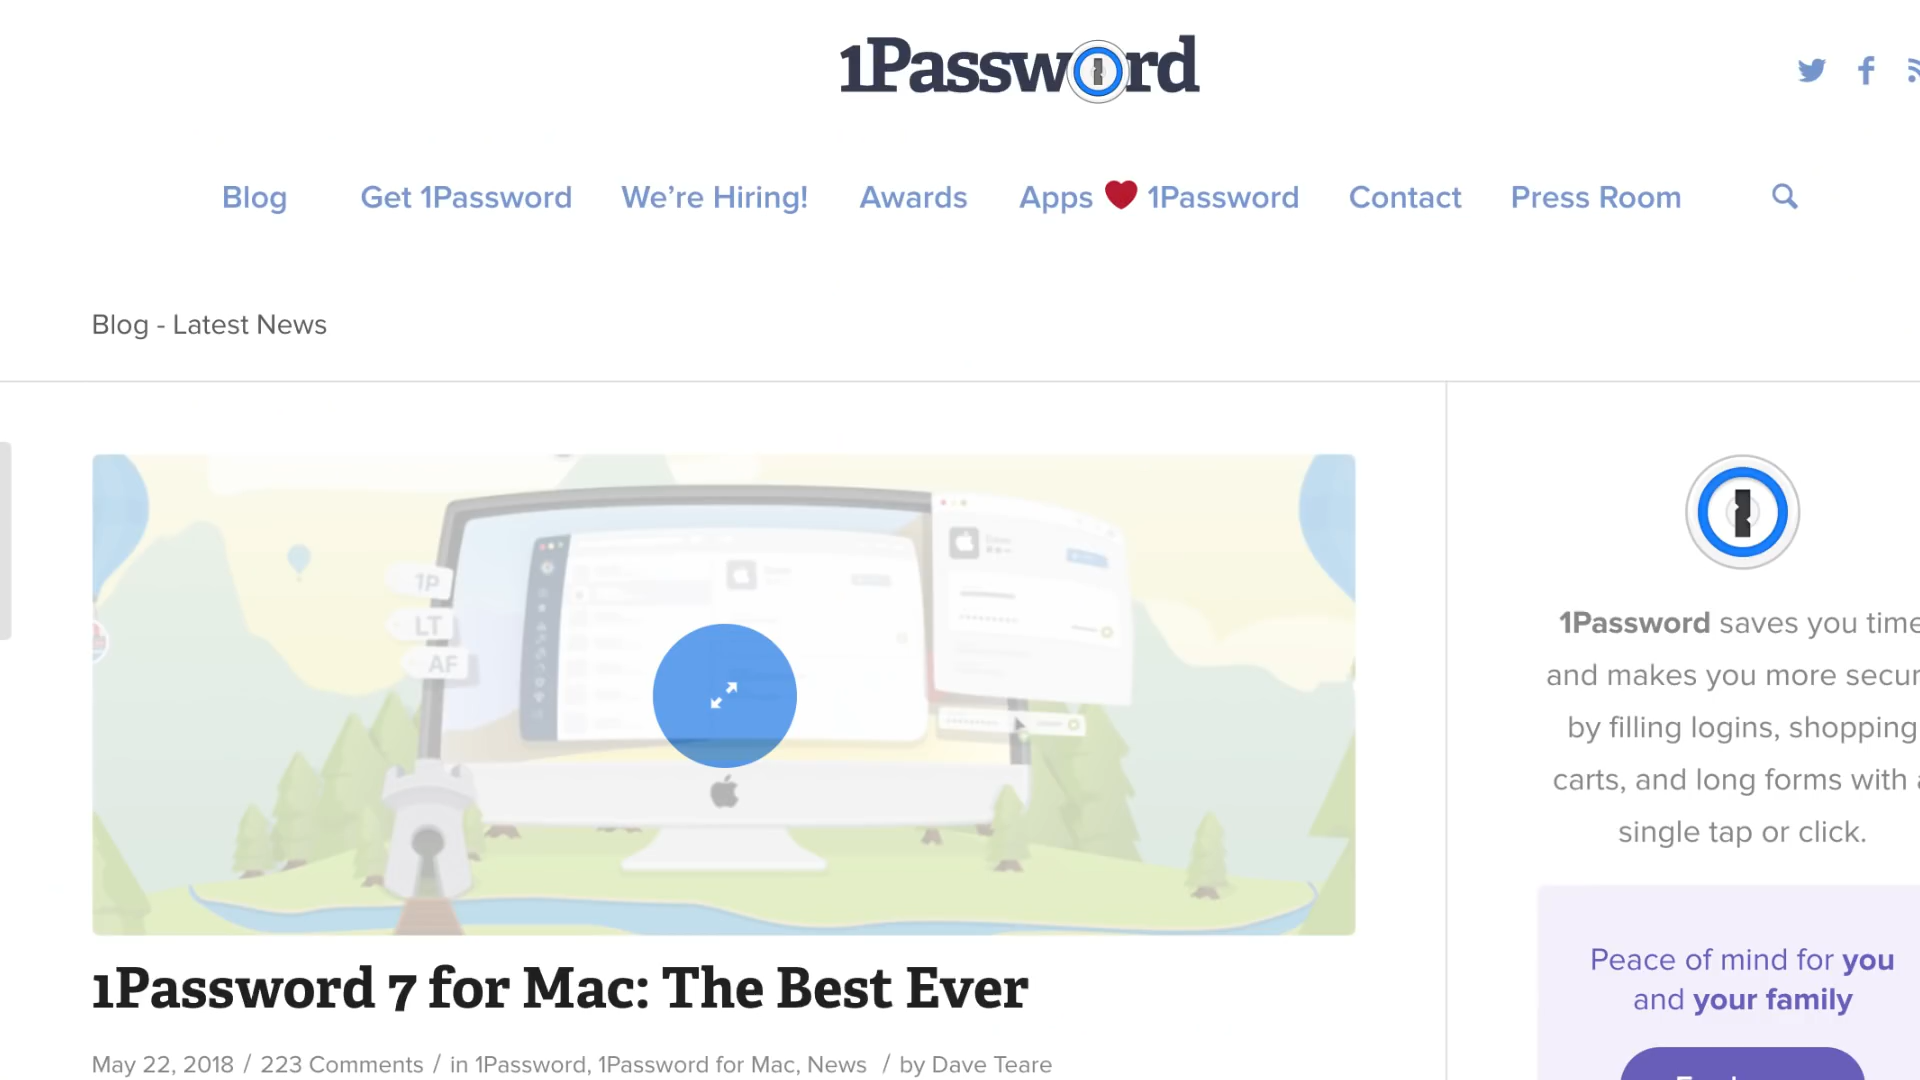 1Password
Blog Get 1Password We're Hiring! Awards Apps ❤ 1Password Contact Press Room
Blog - Latest News
1P
LT
AF
1Password 7 for Mac: The Best Ever
May 22, 2018 / 223 Comments / in 1Password, 1Password for Mac, News / by Dave Teare
1Password saves you time
and makes you more
by filling logins, shopping
carts, and long forms with
single tap or click.
Peace of mind for you
and your family